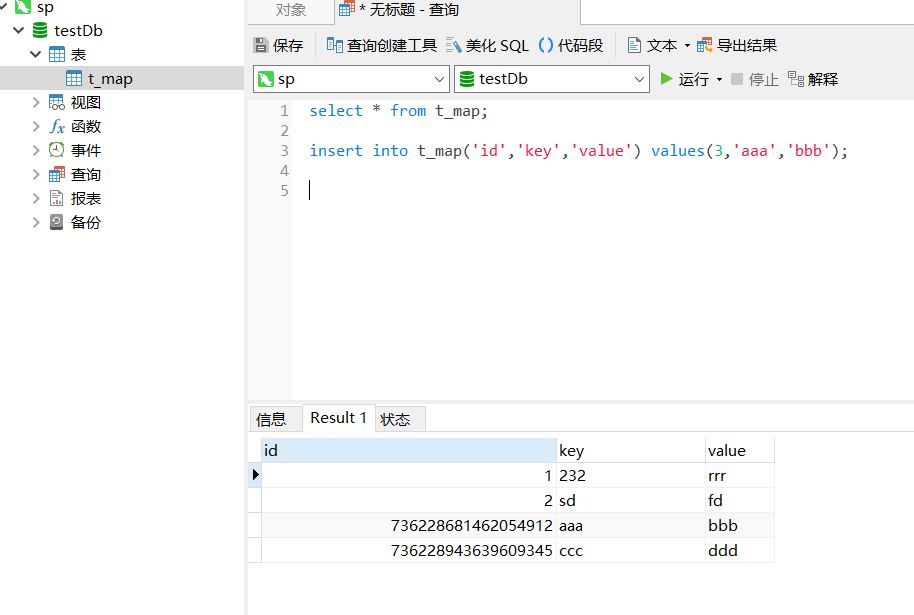 sp
testDb
表
t_map
视图
fx 函数
事件
查询
报表
备份
对象
* 无标题 - 查询
保存 查询创建工具 美化 SQL () 代码段 文本 导出结果
sp testDb 运行 停止 解释
1 select * from t_map;
2
3 insert into t_map('id','key','value') values(3,'aaa','bbb');
4
5
信息 Result 1 状态
id key value
1 232 rrr
2 sd fd
736228681462054912 aaa bbb
736228943639609345 ccc ddd